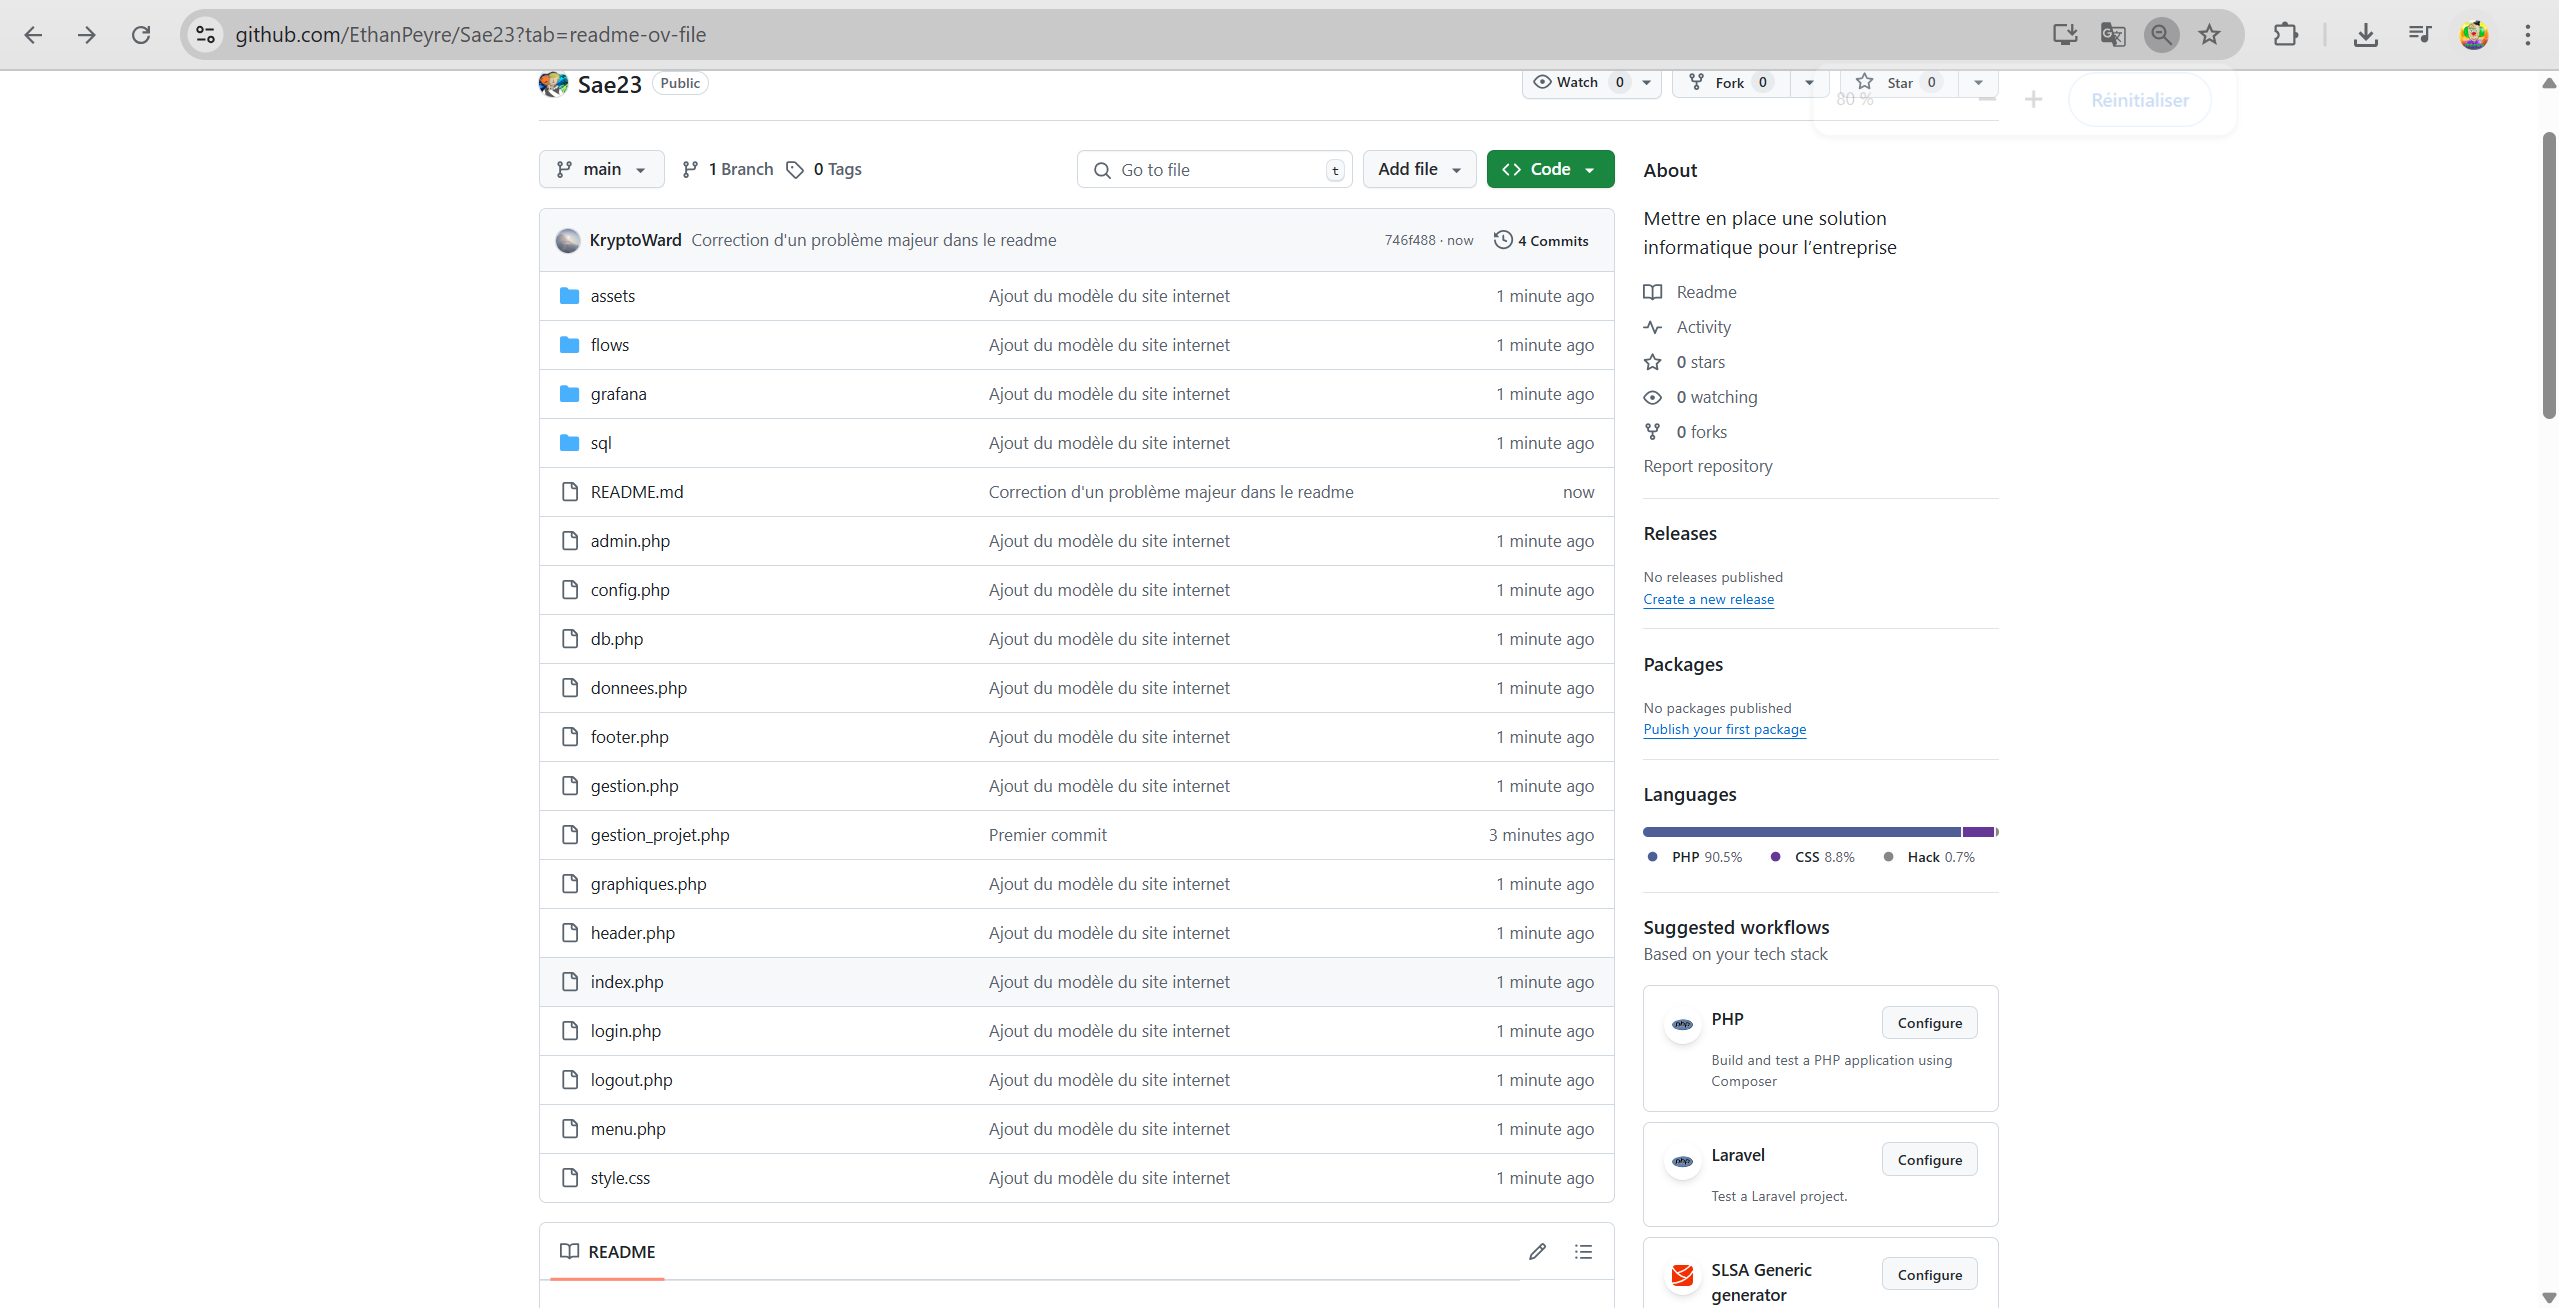 github.com/EthanPeyre/Sae23?tab=readme-ov-file
Sae23 Public
Watch 0 Fork 0 Star 0
80 % Réinitialiser
main 1 Branch 0 Tags
Go to file t Add file Code
KryptoWard Correction d'un problème majeur dans le readme 746f488 · now 4 Commits
assets Ajout du modèle du site internet 1 minute ago
flows Ajout du modèle du site internet 1 minute ago
grafana Ajout du modèle du site internet 1 minute ago
sql Ajout du modèle du site internet 1 minute ago
README.md Correction d'un problème majeur dans le readme now
admin.php Ajout du modèle du site internet 1 minute ago
config.php Ajout du modèle du site internet 1 minute ago
db.php Ajout du modèle du site internet 1 minute ago
donnees.php Ajout du modèle du site internet 1 minute ago
footer.php Ajout du modèle du site internet 1 minute ago
gestion.php Ajout du modèle du site internet 1 minute ago
gestion_projet.php Premier commit 3 minutes ago
graphiques.php Ajout du modèle du site internet 1 minute ago
header.php Ajout du modèle du site internet 1 minute ago
index.php Ajout du modèle du site internet 1 minute ago
login.php Ajout du modèle du site internet 1 minute ago
logout.php Ajout du modèle du site internet 1 minute ago
menu.php Ajout du modèle du site internet 1 minute ago
style.css Ajout du modèle du site internet 1 minute ago
README
About
Mettre en place une solution
informatique pour l’entreprise
Readme
Activity
0 stars
0 watching
0 forks
Report repository
Releases
No releases published
Create a new release
Packages
No packages published
Publish your first package
Languages
PHP 90.5% CSS 8.8% Hack 0.7%
Suggested workflows
Based on your tech stack
php PHP Configure
Build and test a PHP application using
Composer
php Laravel Configure
Test a Laravel project.
SLSA Generic
generator Configure